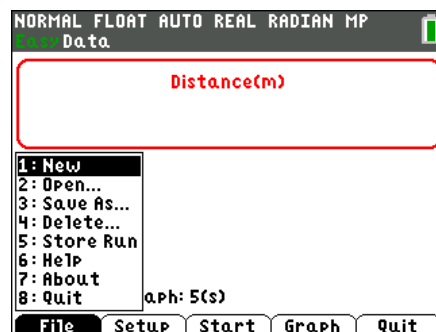 NORMAL FLOAT AUTO REAL RADIAN MP
EasyData
Distance(m)
1:New
2:Open...
3:Save As...
4:Delete...
5:Store Run
6:Help
7:About
8:Quit
aph:5(s)
File Setup Start Graph Quit